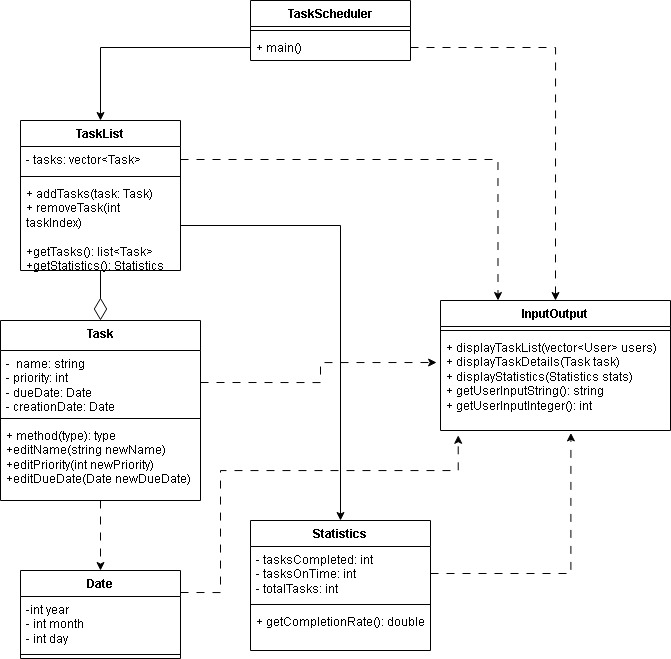 TaskScheduler
+ main()
TaskList
- tasks: vector<Task>
+ addTasks(task: Task)
+ removeTask(int
taskIndex)
+getTasks(): list<Task>
+getStatistics(): Statistics
Task
- name: string
- priority: int
- dueDate: Date
- creationDate: Date
+ method(type): type
+editName(string newName)
+editPriority(int newPriority)
+editDueDate(Date newDueDate)
InputOutput
+ displayTaskList(vector<User> users)
+ displayTaskDetails(Task task)
+ displayStatistics(Statistics stats)
+ getUserInputString(): string
+ getUserInputInteger(): int
Statistics
- tasksCompleted: int
- tasksOnTime: int
- totalTasks: int
+ getCompletionRate(): double
Date
-int year
- int month
- int day